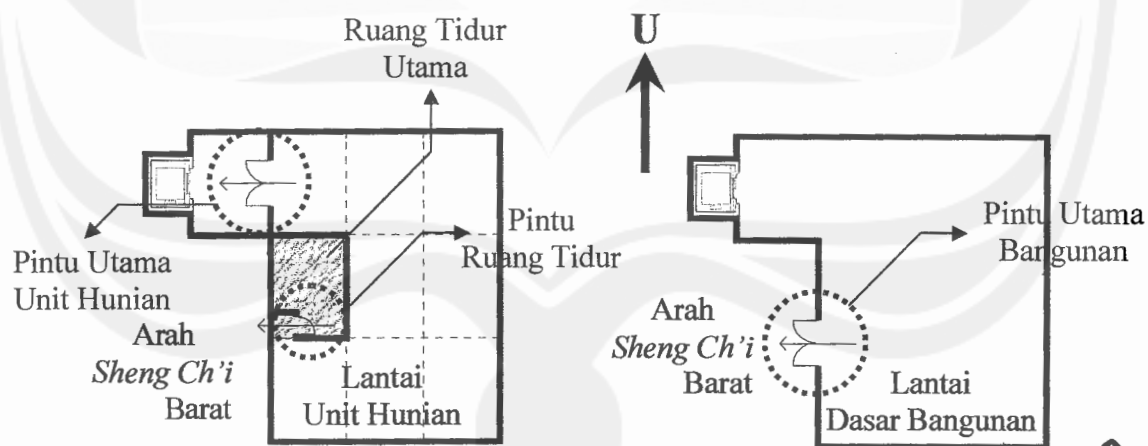 Ruang Tidur
Utama
U
Pintu
Ruang Tidur
Pintu Utama
Unit Hunian
Arah
Sheng Ch'i
Barat
Lantai
Unit Hunian
Pintu Utama
Bangunan
Arah
Sheng Ch'i
Barat
Lantai
Dasar Bangunan